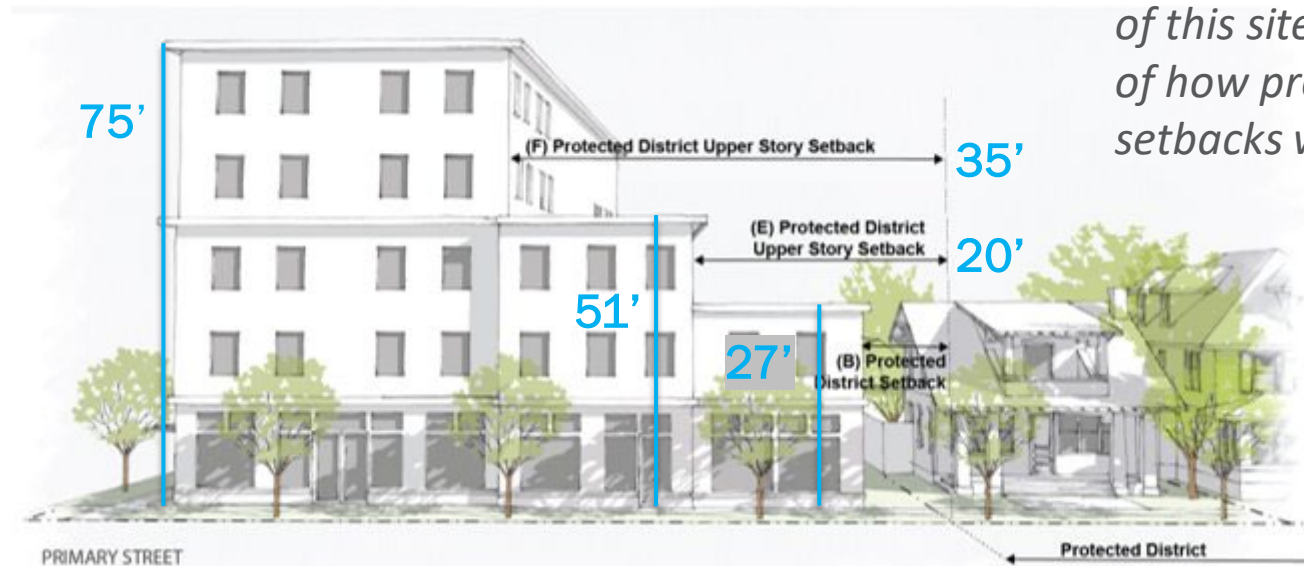 of this site
of how pr
setbacks v
75’
(F) Protected District Upper Story Setback
35’
(E) Protected District
Upper Story Setback
20’
51’
27’
(B) Protected
District Setback
PRIMARY STREET
Protected District